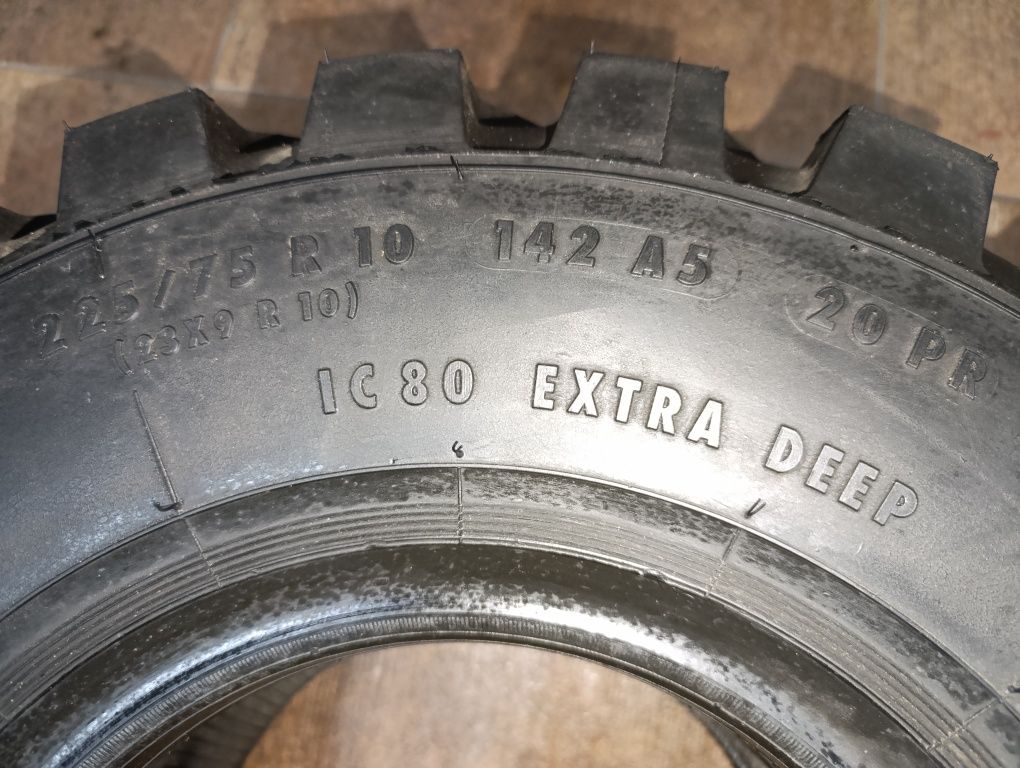 225/75 R 10 142 A5 20 PR
(23X9 R 10)
IC 80 EXTRA DEEP